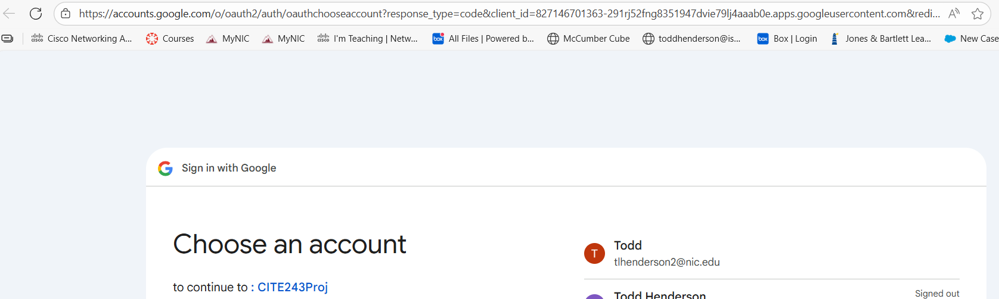 https://accounts.google.com/o/oauth2/auth/oauthchooseaccount?response_type=code&client_id=827146701363-291rj52fng8351947dvie79lj4aaab0e.apps.googleusercontent.com&redi...
Cisco Networking A... Courses MyNIC MyNIC I'm Teaching | Netw... All Files | Powered b... McCumber Cube toddhenderson@is... Box | Login Jones & Bartlett Lea... New Case
Sign in with Google
Choose an account
to continue to : CITE243Proj
T
Todd
tlhenderson2@nic.edu
Todd Henderson
Signed out